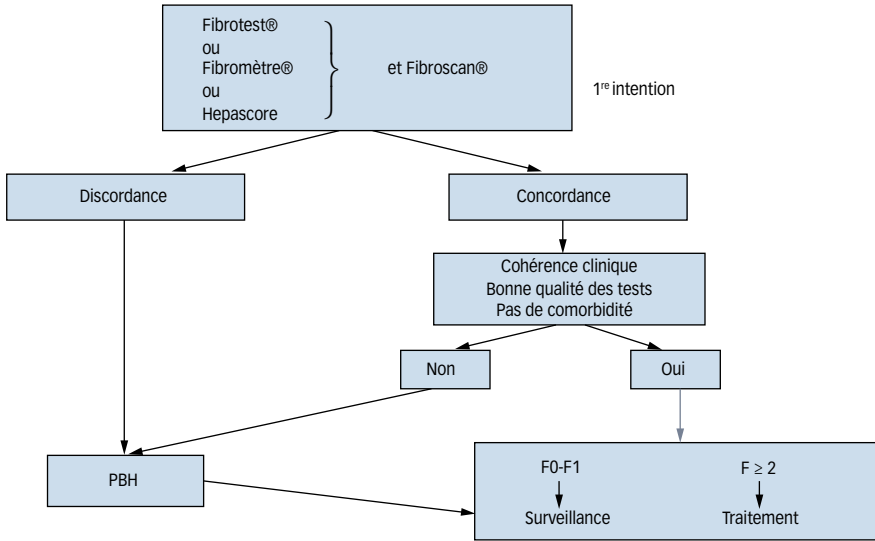 Fibrotest®
ou
Fibromètre®
ou
Hepascore
et Fibroscan®
1re intention
Discordance
Concordance
Cohérence clinique
Bonne qualité des tests
Pas de comorbidité
Non
Oui
PBH
F0-F1
F ≥ 2
Surveillance
Traitement